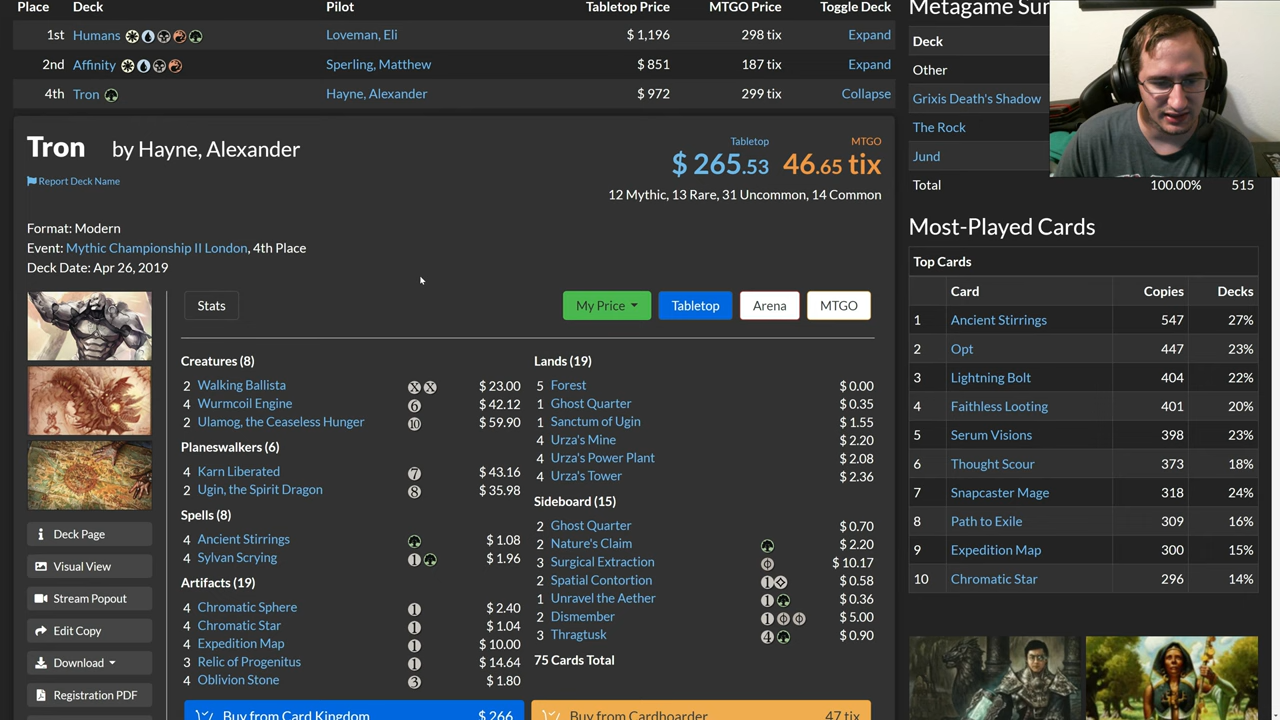 Place Deck Pilot Tabletop Price MTGO Price Toggle Deck
1st Humans Loveman, Eli $ 1,196 298 tix Expand
2nd Affinity Sperling, Matthew $ 851 187 tix Expand
4th Tron Hayne, Alexander $ 972 299 tix Collapse
Tron by Hayne, Alexander
Tabletop MTGO
$ 265.53 46.65 tix
Report Deck Name
12 Mythic, 13 Rare, 31 Uncommon, 14 Common
Format: Modern
Event: Mythic Championship II London, 4th Place
Deck Date: Apr 26, 2019
Stats My Price Tabletop Arena MTGO
Deck Page
Visual View
Stream Popout
Edit Copy
Download
Registration PDF
Creatures (8)
2 Walking Ballista X X $ 23.00
4 Wurmcoil Engine 6 $ 42.12
2 Ulamog, the Ceaseless Hunger 10 $ 59.90
Planeswalkers (6)
4 Karn Liberated 7 $ 43.16
2 Ugin, the Spirit Dragon 8 $ 35.98
Spells (8)
4 Ancient Stirrings $ 1.08
4 Sylvan Scrying 1 $ 1.96
Artifacts (19)
4 Chromatic Sphere 1 $ 2.40
4 Chromatic Star 1 $ 1.04
4 Expedition Map 1 $ 10.00
3 Relic of Progenitus 1 $ 14.64
4 Oblivion Stone 3 $ 1.80
Lands (19)
5 Forest $ 0.00
1 Ghost Quarter $ 0.35
1 Sanctum of Ugin $ 1.55
4 Urza's Mine $ 2.20
4 Urza's Power Plant $ 2.08
4 Urza's Tower $ 2.36
Sideboard (15)
2 Ghost Quarter $ 0.70
2 Nature's Claim $ 2.20
3 Surgical Extraction $ 10.17
2 Spatial Contortion 1 $ 0.58
1 Unravel the Aether 1 $ 0.36
2 Dismember 1 $ 5.00
3 Thragtusk 4 $ 0.90
75 Cards Total
Buy from Card Kingdom $ 266
Buy from Cardhoarder 47 tix
Metagame
Deck
Other
Grixis Death's Shadow
The Rock
Jund
Total 100.00% 515
Most-Played Cards
Top Cards
Card Copies Decks
1 Ancient Stirrings 547 27%
2 Opt 447 23%
3 Lightning Bolt 404 22%
4 Faithless Looting 401 20%
5 Serum Visions 398 23%
6 Thought Scour 373 18%
7 Snapcaster Mage 318 24%
8 Path to Exile 309 16%
9 Expedition Map 300 15%
10 Chromatic Star 296 14%